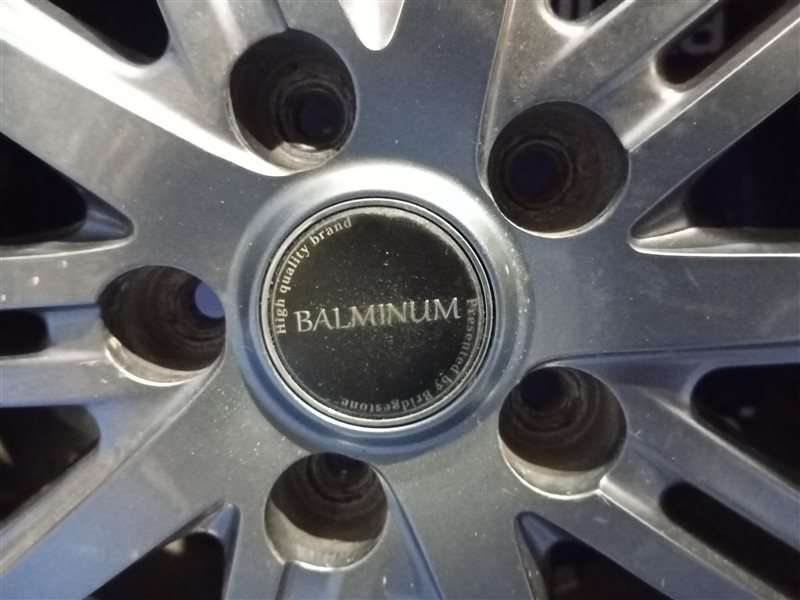 High quality brand
BALMINUM
Presented by Bridgestone.